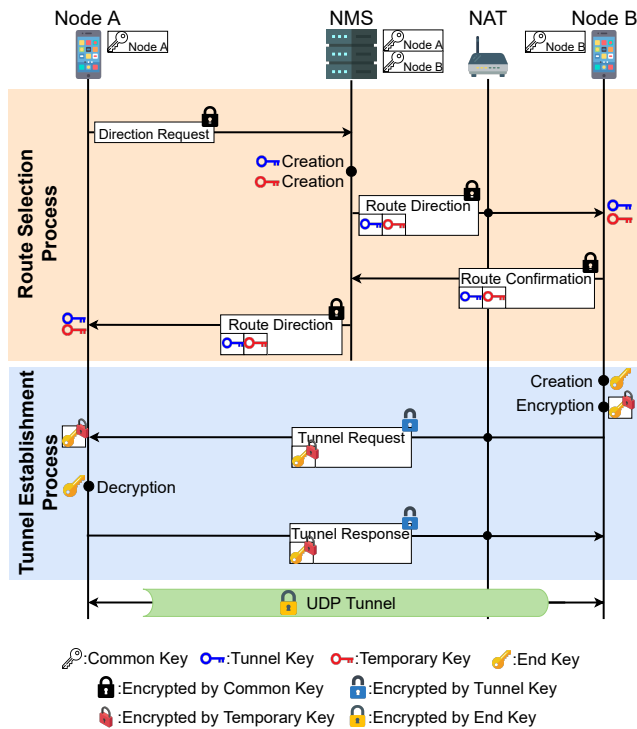 Node A
NMS
NAT
Node B
Node A
Node A
Node B
Node B
Route Selection
Process
Direction Request
Creation
Creation
Route Direction
Route Confirmation
Route Direction
Tunnel Establishment
Process
Creation
Encryption
Tunnel Request
Decryption
Tunnel Response
UDP Tunnel
:Common Key
:Tunnel Key
:Temporary Key
:End Key
:Encrypted by Common Key
:Encrypted by Tunnel Key
:Encrypted by Temporary Key
:Encrypted by End Key